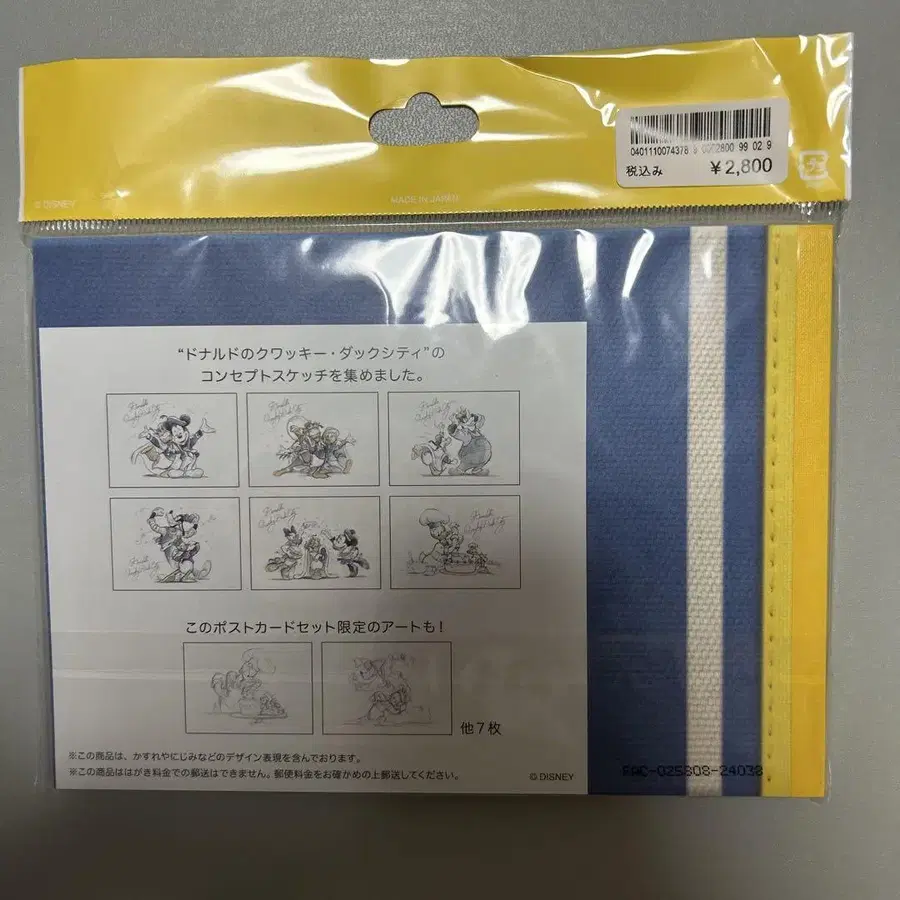 0401110074378 9 0002800 99 02 9
税込み ¥2,800
© DISNEY
MADE IN JAPAN
“ドナルドのクワッキー・ダックシティ”の
コンセプトスケッチを集めました。
このポストカードセット限定のアートも!
他7枚
※この商品は、かすれやにじみなどのデザイン表現を含んでおります。
※この商品ははがき料金での郵送はできません。郵便料金をお確かめの上郵送してください。
© DISNEY